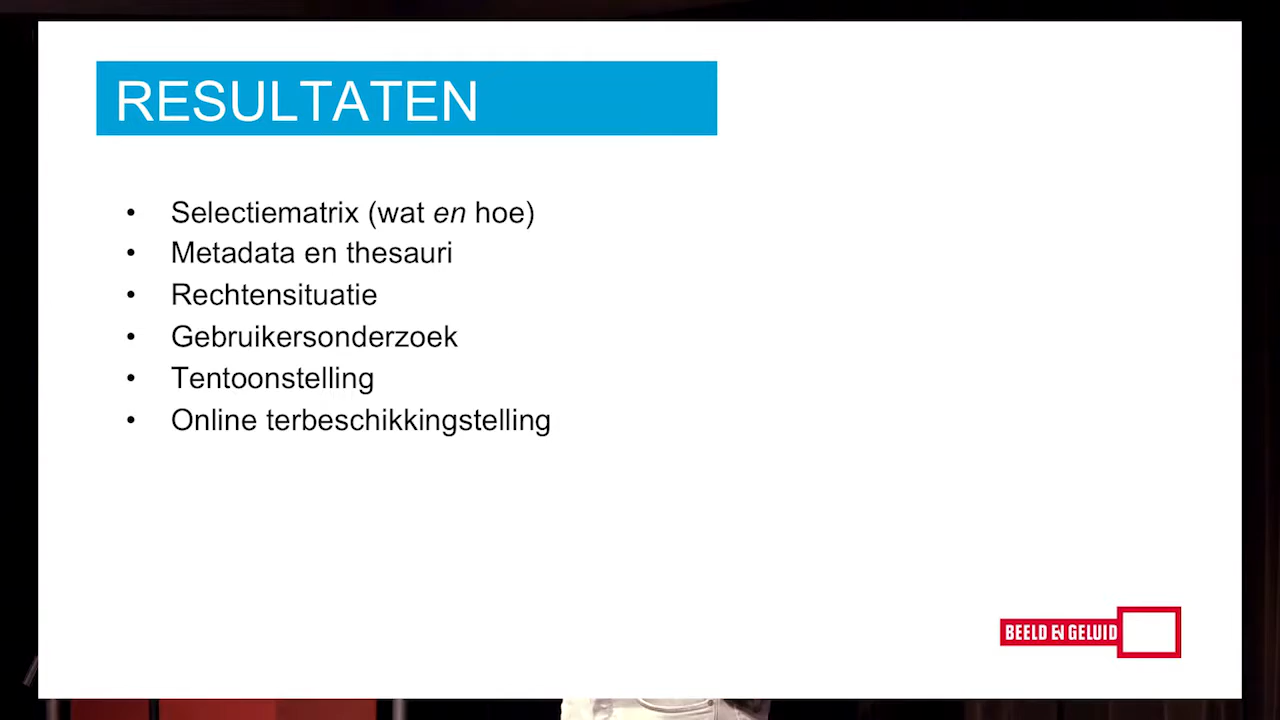 RESULTATEN
• Selectiematrix (wat en hoe)
• Metadata en thesauri
• Rechtensituatie
• Gebruikersonderzoek
• Tentoonstelling
• Online terbeschikkingstelling
BEELD EN GELUID